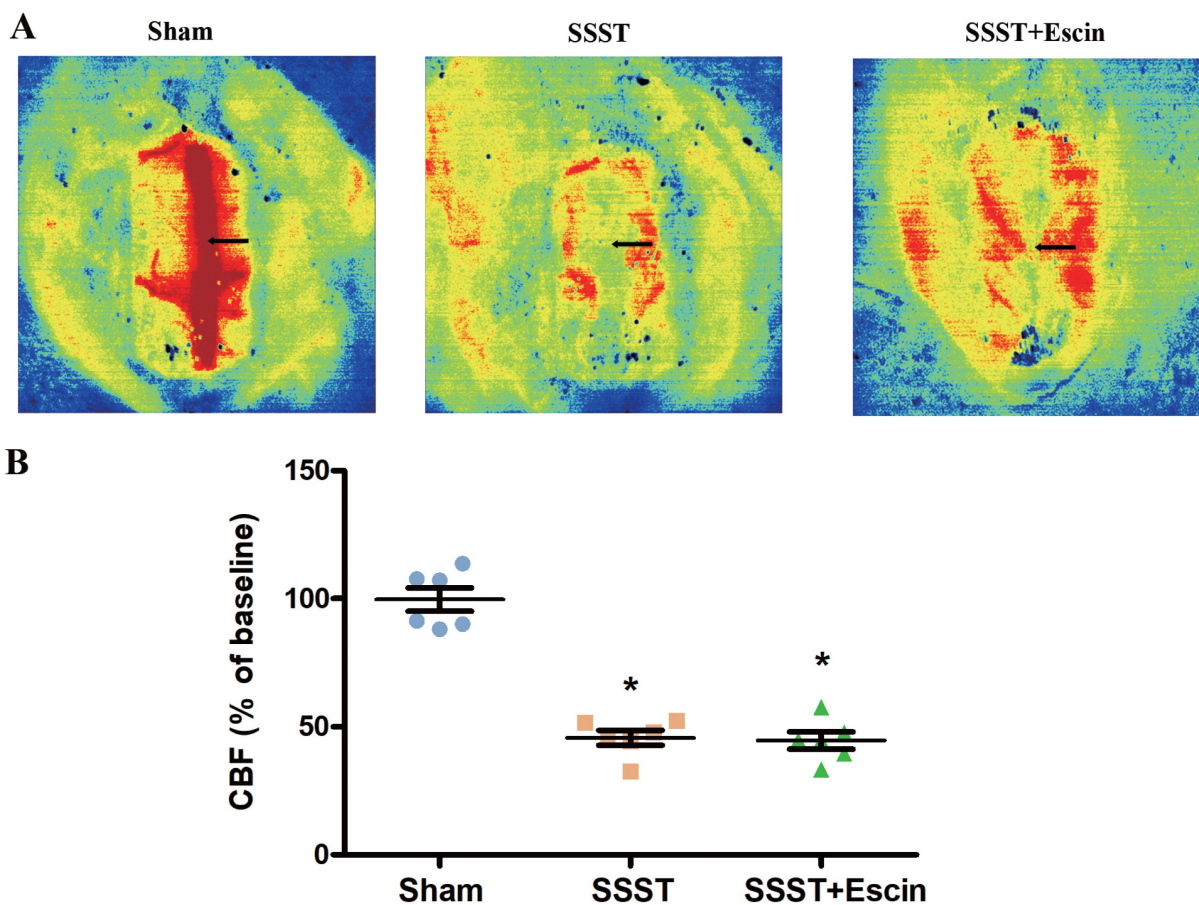 A
Sham
SSST
SSST+Escin
B
CBF (% of baseline)
150
100
50
0
*
*
Sham
SSST
SSST+Escin